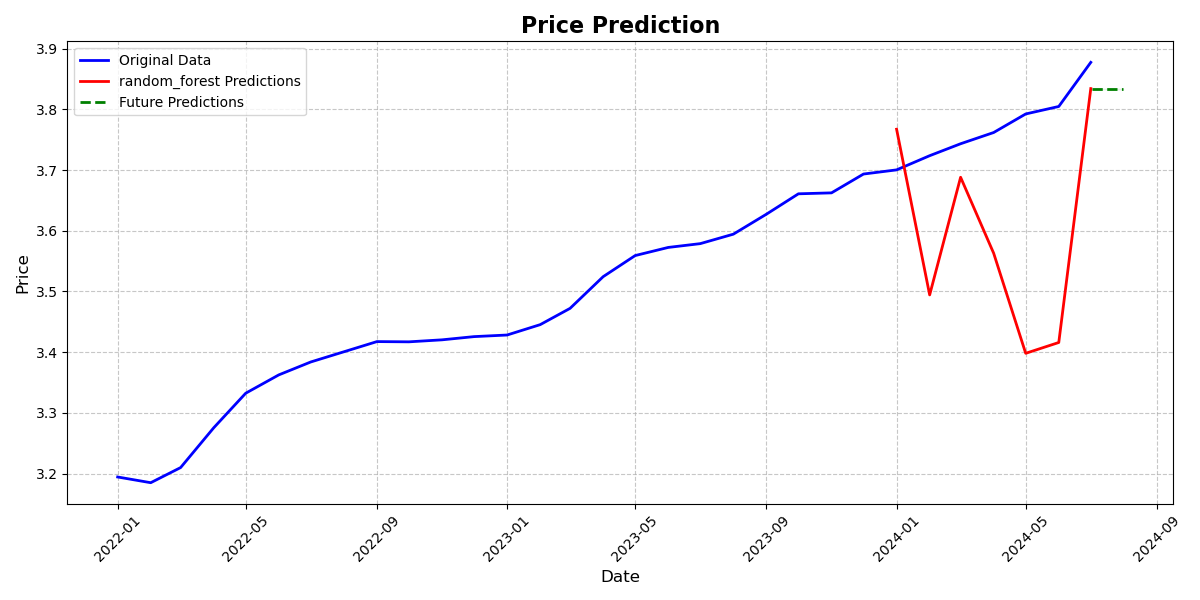 Price Prediction
Original Data
random_forest Predictions
Future Predictions
Price
3.9
3.8
3.7
3.6
3.5
3.4
3.3
3.2
2022-01
2022-05
2022-09
2023-01
2023-05
2023-09
2024-01
2024-05
2024-09
Date